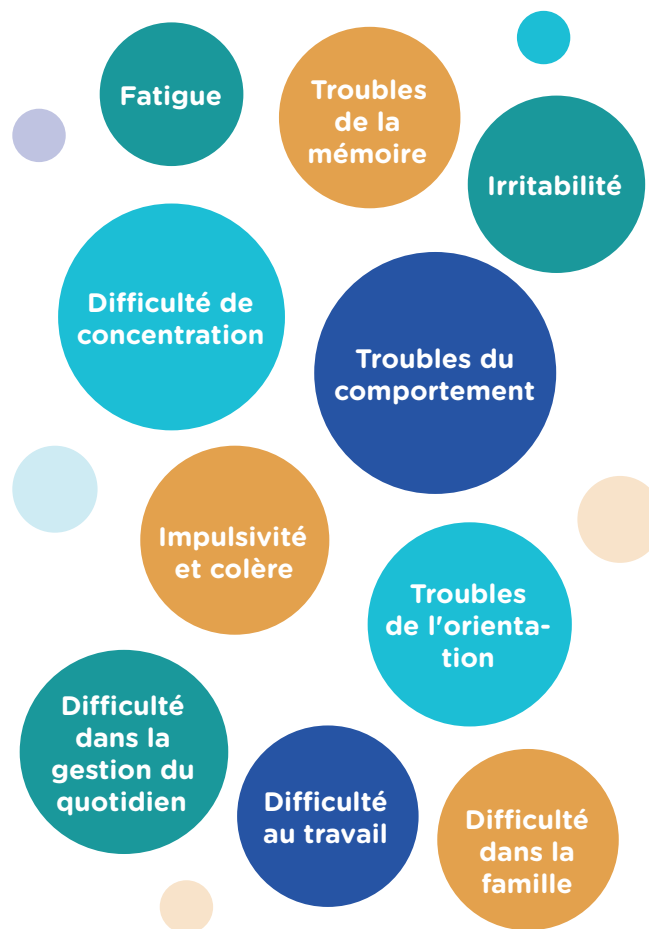 Fatigue
Troubles
de la
mémoire
Irritabilité
Difficulté de
concentration
Troubles du
comportement
Impulsivité
et colère
Troubles
de l'orienta-
tion
Difficulté
dans la
gestion du
quotidien
Difficulté
au travail
Difficulté
dans la
famille